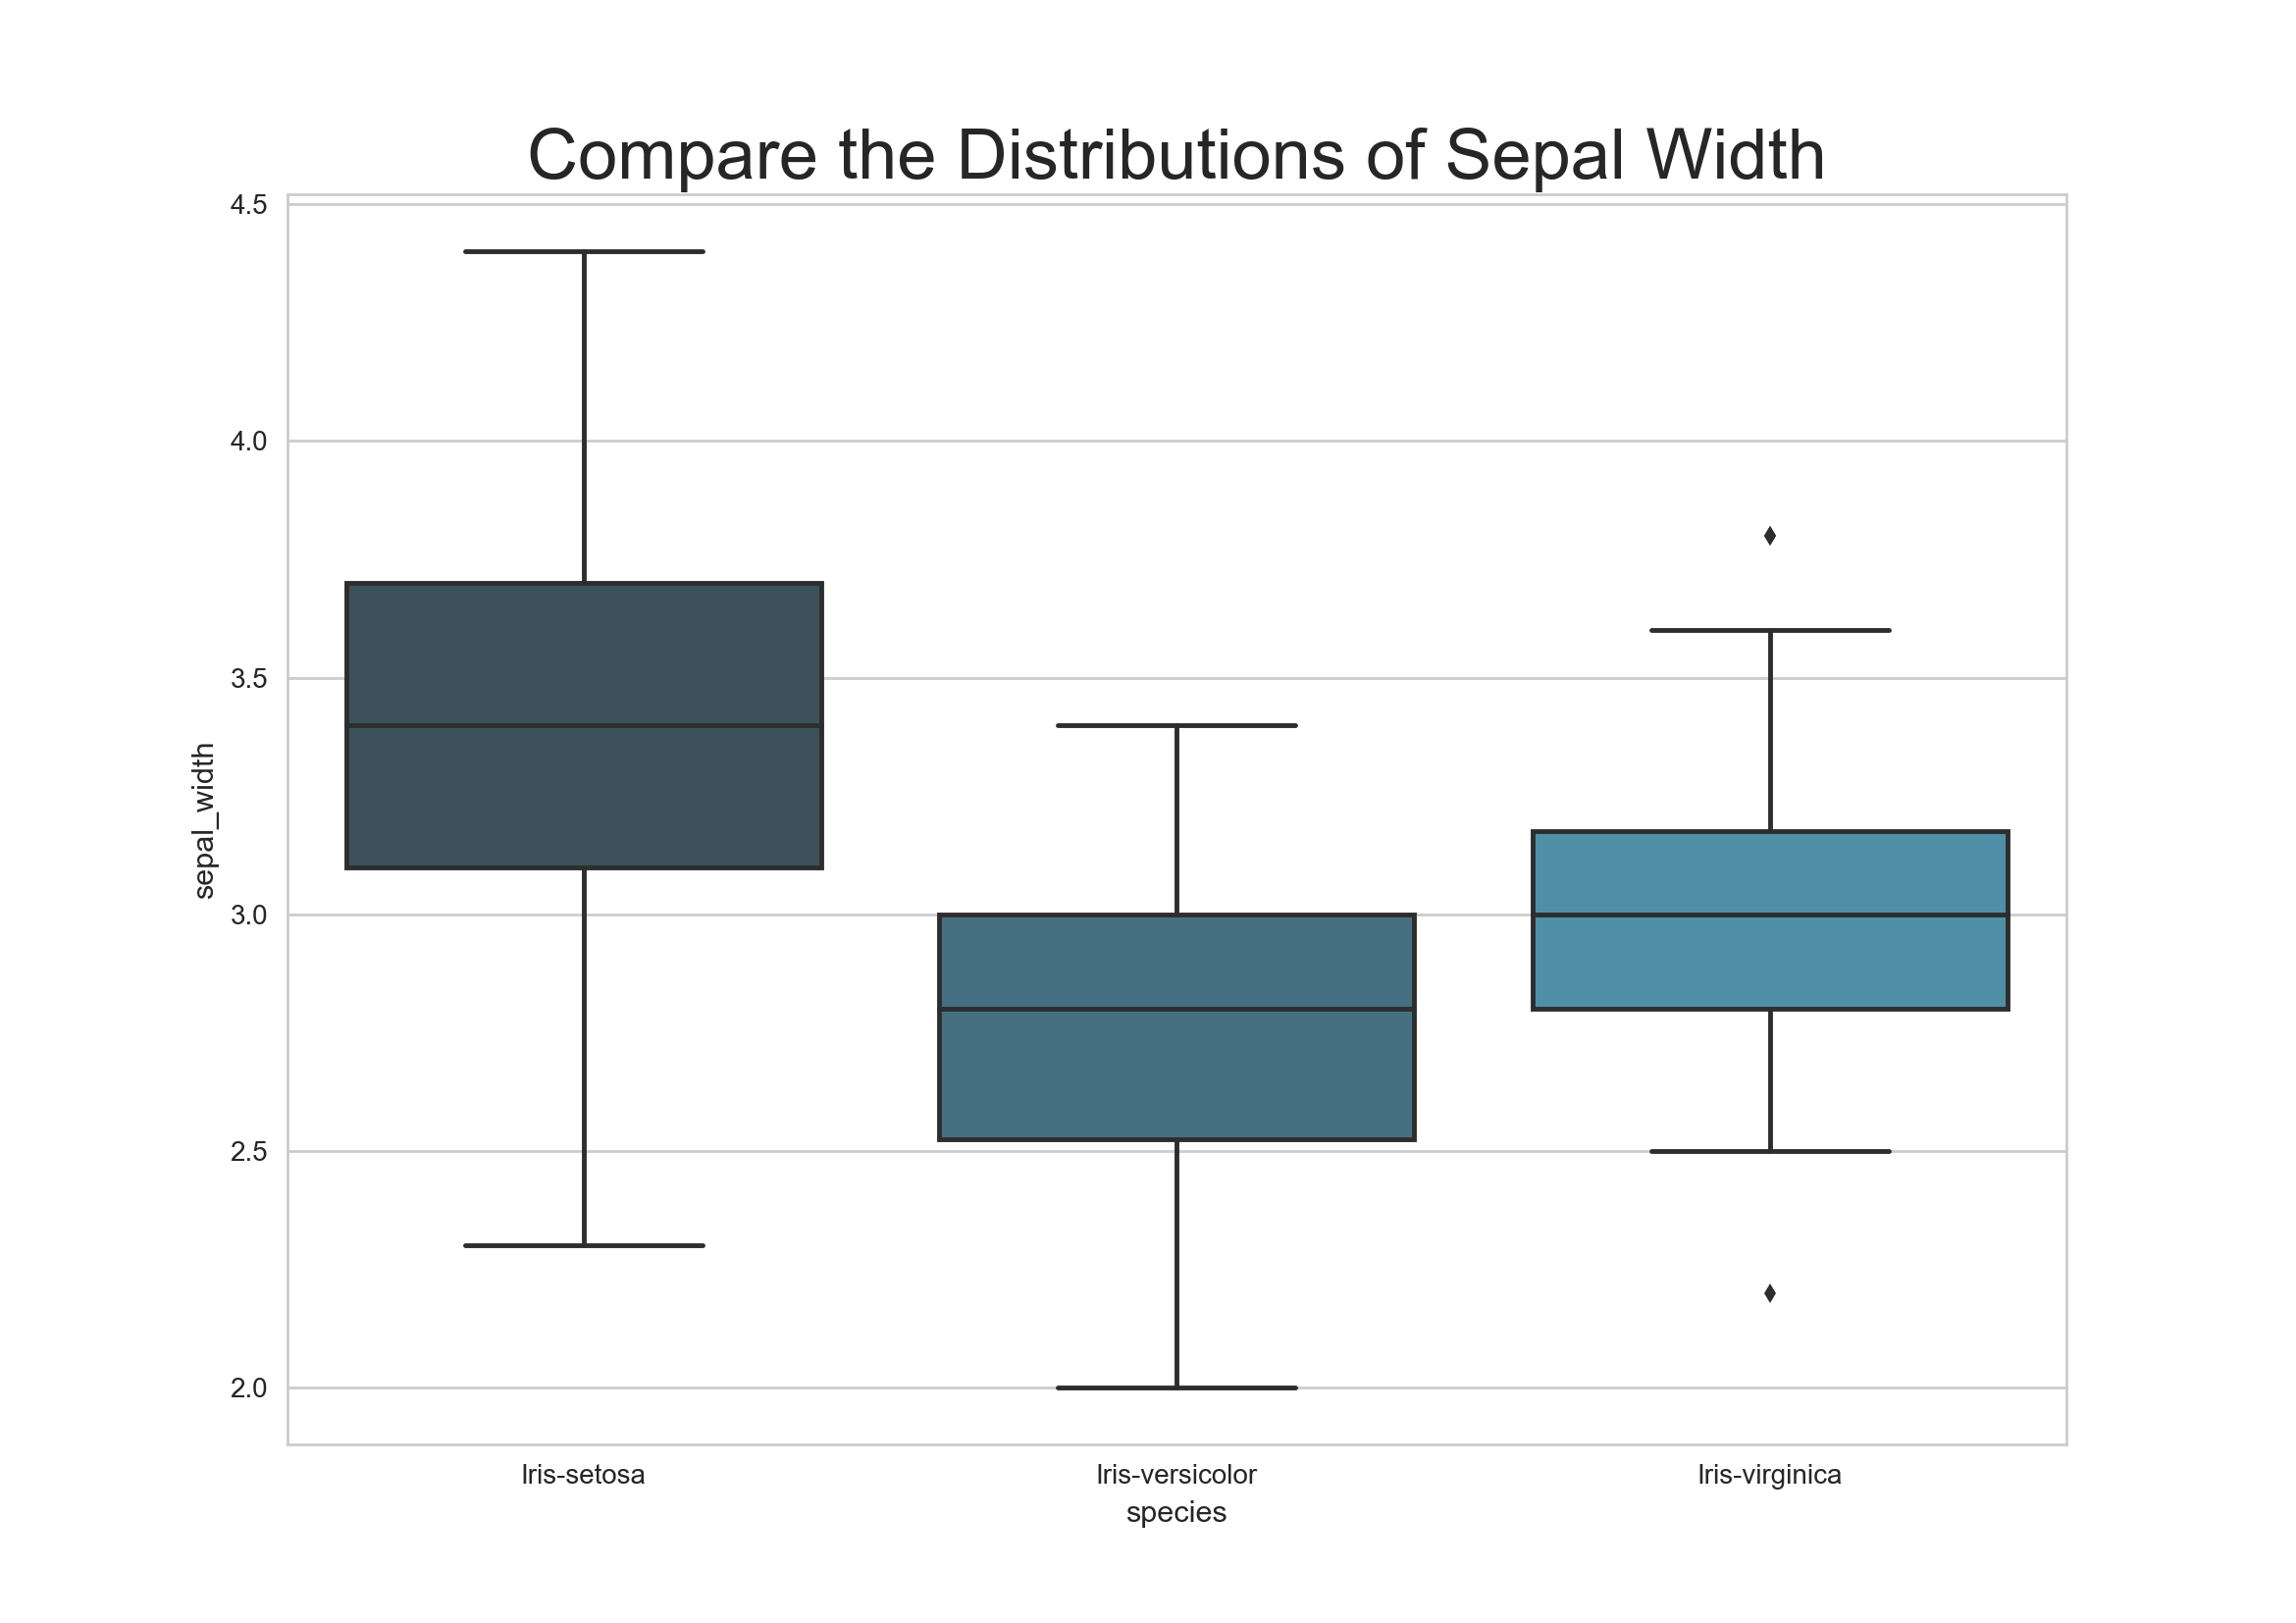 Compare the Distributions of Sepal Width
4.5
4.0
3.5
3.0
2.5
2.0
sepal_width
Iris-setosa
Iris-versicolor
Iris-virginica
species